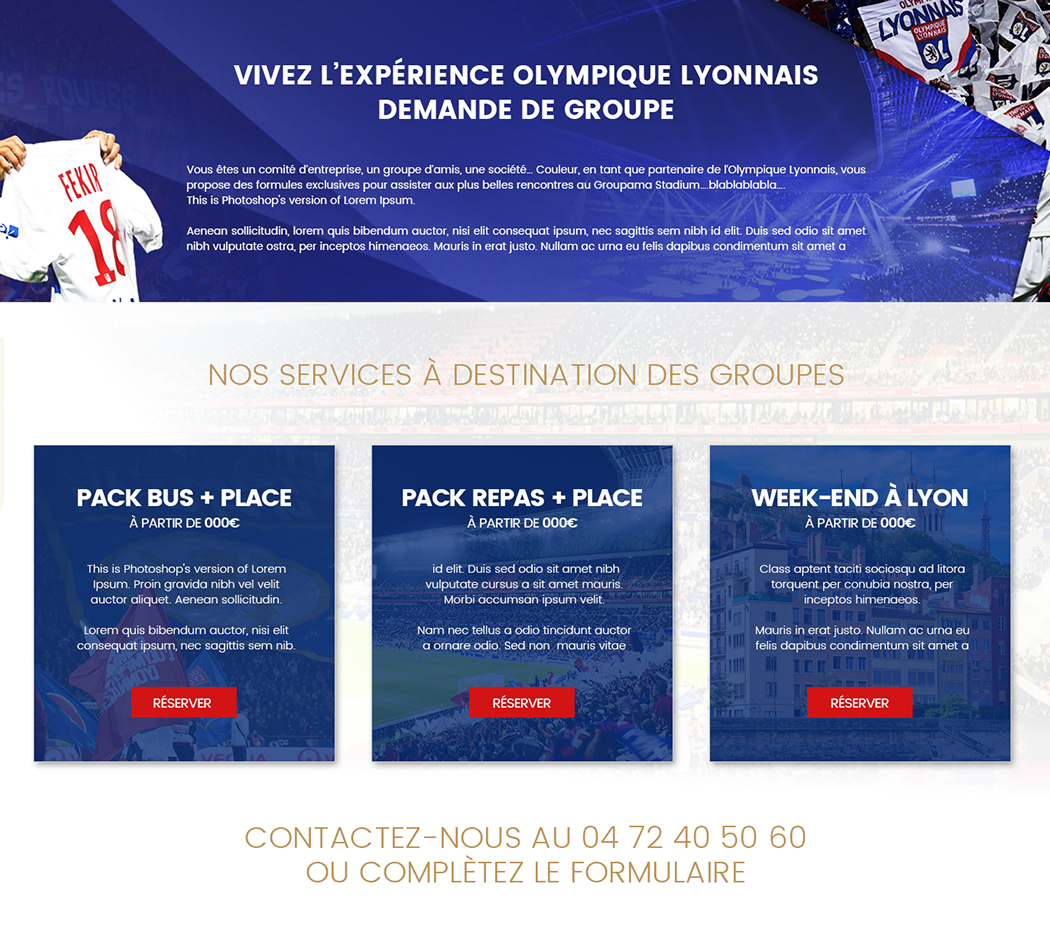 OLYMPIQUE
LYONNAIS
OLYMPIQUE
LYONNAIS
OL
VIVEZ L'EXPÉRIENCE OLYMPIQUE LYONNAIS
DEMANDE DE GROUPE
FEKIR
18
Vous êtes un comité d'entreprise, un groupe d'amis, une société... Couleur, en tant que partenaire de l'Olympique Lyonnais, vous
propose des formules exclusives pour assister aux plus belles rencontres au Groupama Stadium....blablablabla....
This is Photoshop's version of Lorem Ipsum.
Aenean sollicitudin, lorem quis bibendum auctor, nisi elit consequat ipsum, nec sagittis sem nibh id elit. Duis sed odio sit amet
nibh vulputate ostra, per inceptos himenaeos. Mauris in erat justo. Nullam ac urna eu felis dapibus condimentum sit amet a
NOS SERVICES À DESTINATION DES GROUPES
PACK BUS + PLACE
À PARTIR DE 000€
This is Photoshop's version of Lorem
Ipsum. Proin gravida nibh vel velit
auctor aliquet. Aenean sollicitudin.
Lorem quis bibendum auctor, nisi elit
consequat ipsum, nec sagittis sem nib.
RÉSERVER
PACK REPAS + PLACE
À PARTIR DE 000€
id elit. Duis sed odio sit amet nibh
vulputate cursus a sit amet mauris.
Morbi accumsan ipsum velit.
Nam nec tellus a odio tincidunt auctor
a ornare odio. Sed non mauris vitae
RÉSERVER
WEEK-END À LYON
À PARTIR DE 000€
Class aptent taciti sociosqu ad litora
torquent per conubia nostra, per
inceptos himenaeos.
Mauris in erat justo. Nullam ac urna eu
felis dapibus condimentum sit amet a
RÉSERVER
CONTACTEZ-NOUS AU 04 72 40 50 60
OU COMPLÈTEZ LE FORMULAIRE